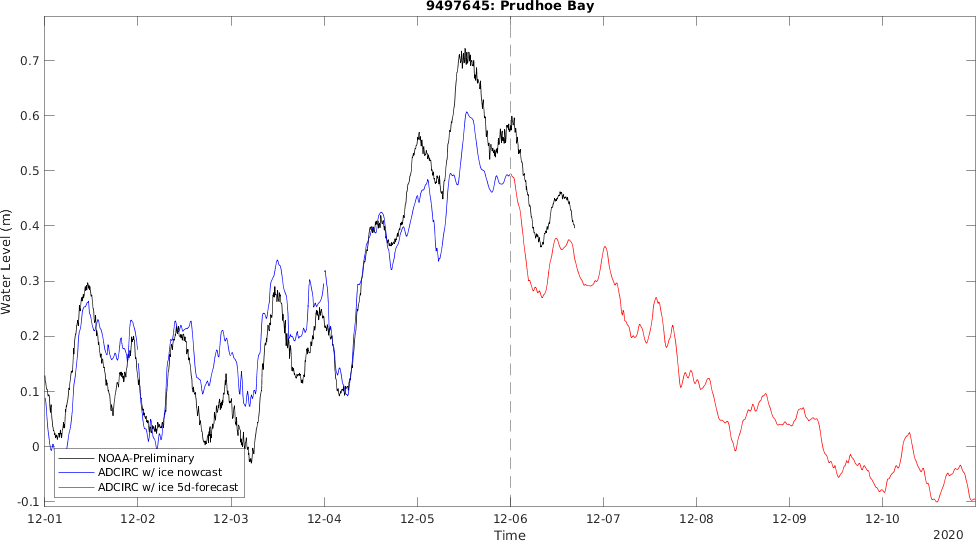 9497645: Prudhoe Bay
Water Level (m)
0.7
0.6
0.5
0.4
0.3
0.2
0.1
0
-0.1
NOAA-Preliminary
ADCIRC w/ ice nowcast
ADCIRC w/ ice 5d-forecast
12-01 12-02 12-03 12-04 12-05 12-06 12-07 12-08 12-09 12-10
Time
2020